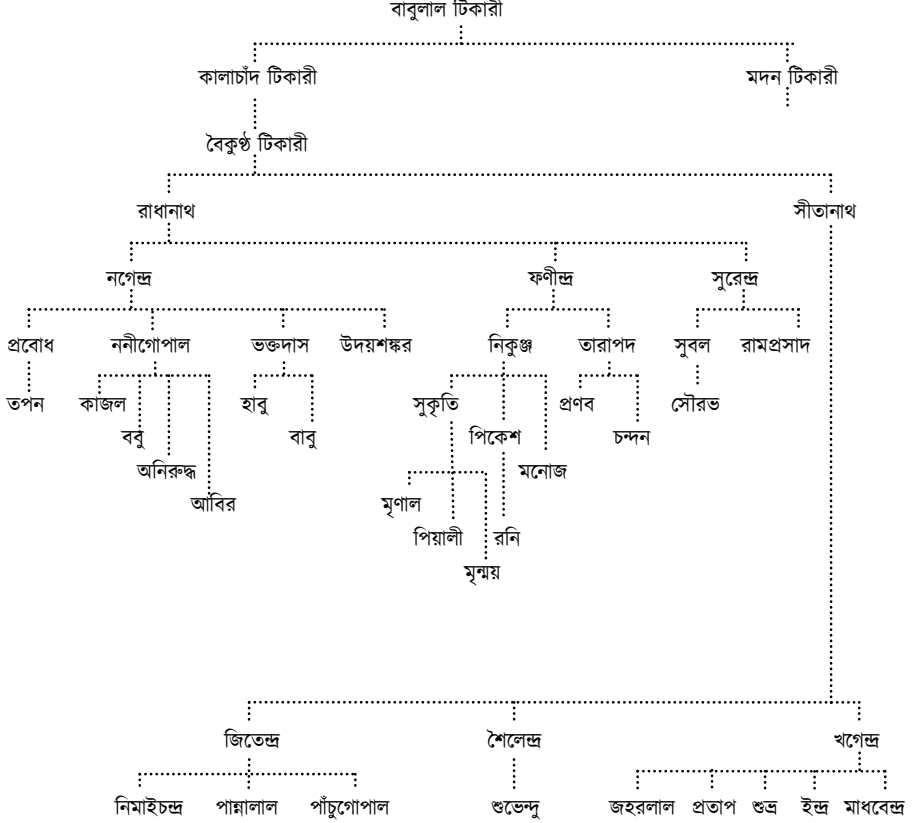 বাবুলাল টিকারী
কালাচাঁদ টিকারী মদন টিকারী
বৈকুণ্ঠ টিকারী
রাধানাথ সীতানাথ
নগেন্দ্র ফণীন্দ্র সুরেন্দ্র
প্রবোধ ননীগোপাল ভক্তদাস উদয়শঙ্কর নিকুঞ্জ তারাপদ সুবল রামপ্রসাদ
তপন কাজল হাবু সুকৃতি প্রণব সৌরভ
ববু বাবু পিকেশ চন্দন
অনিরুদ্ধ মনোজ
আবির মৃণাল
পিয়ালী রনি
মৃন্ময়
জিতেন্দ্র শৈলেন্দ্র খগেন্দ্র
নিমাইচন্দ্র পান্নালাল পাঁচুগোপাল শুভেন্দু জহরলাল প্রতাপ শুভ্র ইন্দ্র মাধবেন্দ্র